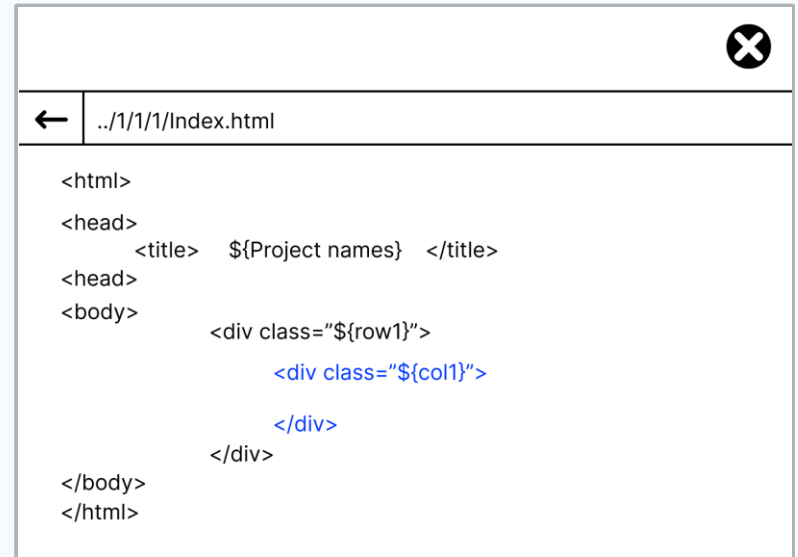 ../1/1/1/Index.html
<html>
<head>
<title> ${Project names} </title>
<head>
<body>
<div class=”${row1}”>
<div class=”${col1}”>
</div>
</div>
</body>
</html>